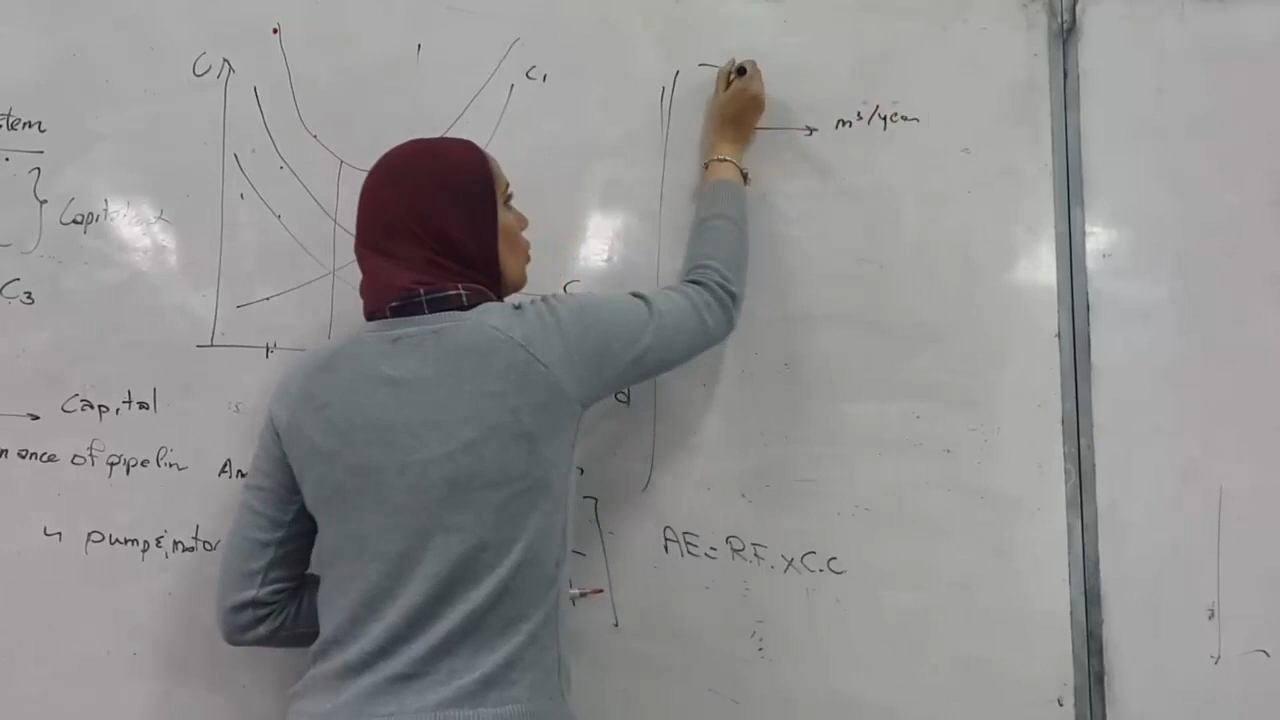 C
C1
m³/year
stem
Capital
C3
C
Capital
d
nance of pipelin An
↳ pump & motor
AE = R.F. x C.C